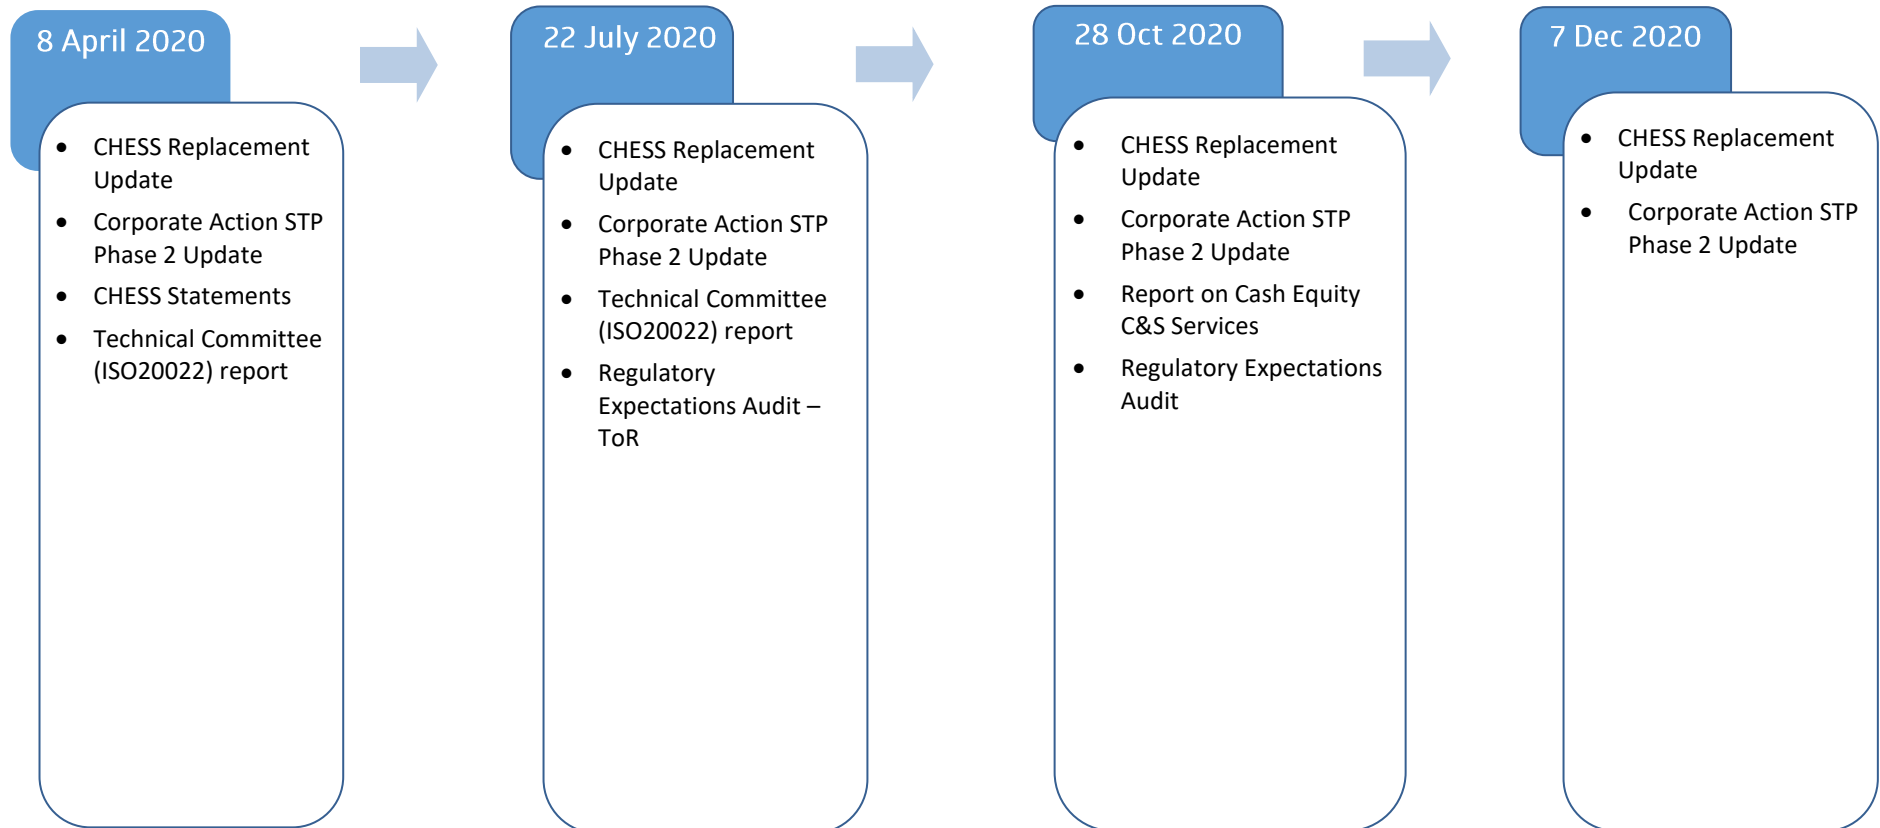 8 April 2020
• CHESS Replacement
Update
• Corporate Action STP
Phase 2 Update
• CHESS Statements
• Technical Committee
(ISO20022) report
22 July 2020
• CHESS Replacement
Update
• Corporate Action STP
Phase 2 Update
• Technical Committee
(ISO20022) report
• Regulatory
Expectations Audit –
ToR
28 Oct 2020
• CHESS Replacement
Update
• Corporate Action STP
Phase 2 Update
• Report on Cash Equity
C&S Services
• Regulatory Expectations
Audit
7 Dec 2020
• CHESS Replacement
Update
• Corporate Action STP
Phase 2 Update